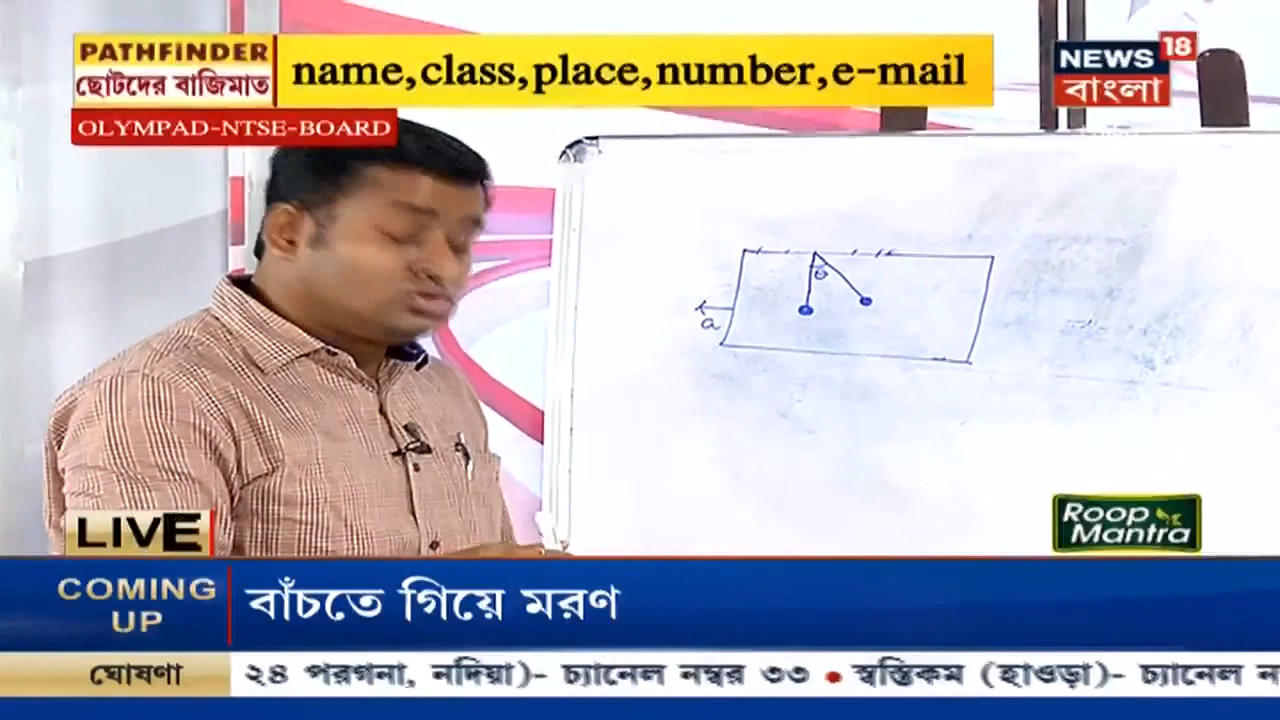 PATHFINDER
ছোটদের বাজিমাত
name,class,place,number,e-mail
OLYMPAD-NTSE-BOARD
NEWS 18
বাংলা
θ
a
Roop
Mantra
LIVE
COMING
UP
বাঁচতে গিয়ে মরণ
ঘোষণা
২৪ পরগনা, নদিয়া)- চ্যানেল নম্বর ৩৩ • স্বস্তিকম (হাওড়া)- চ্যানেল ন